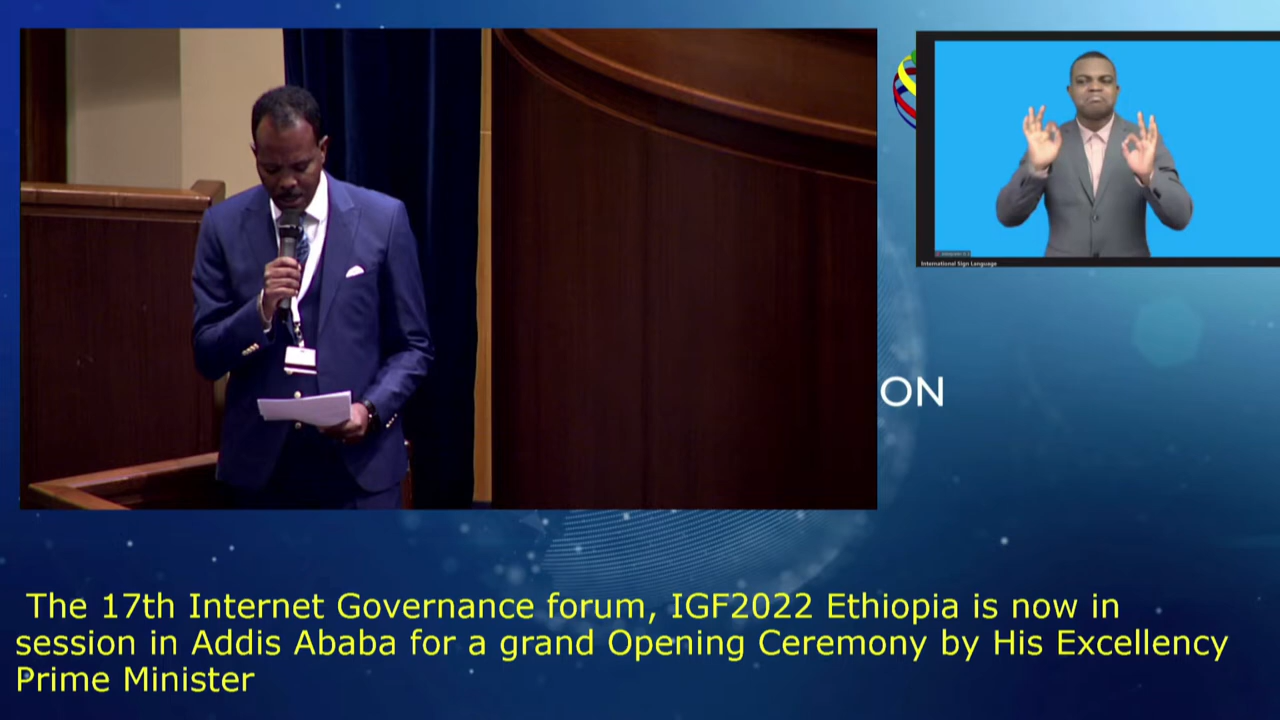 ON
International Sign Language
The 17th Internet Governance forum, IGF2022 Ethiopia is now in
session in Addis Ababa for a grand Opening Ceremony by His Excellency
Prime Minister